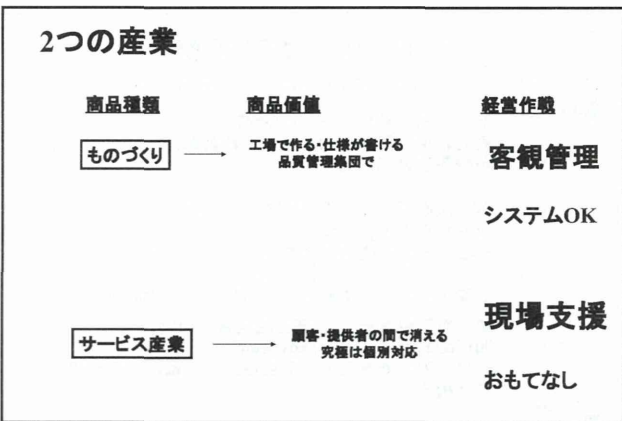 2つの産業
商品種類
商品価値
経営作戦
ものづくり
工場で作る・仕様が書ける
品質管理集団で
客観管理
システムOK
サービス産業
顧客・提供者の間で消える
究極は個別対応
現場支援
おもてなし